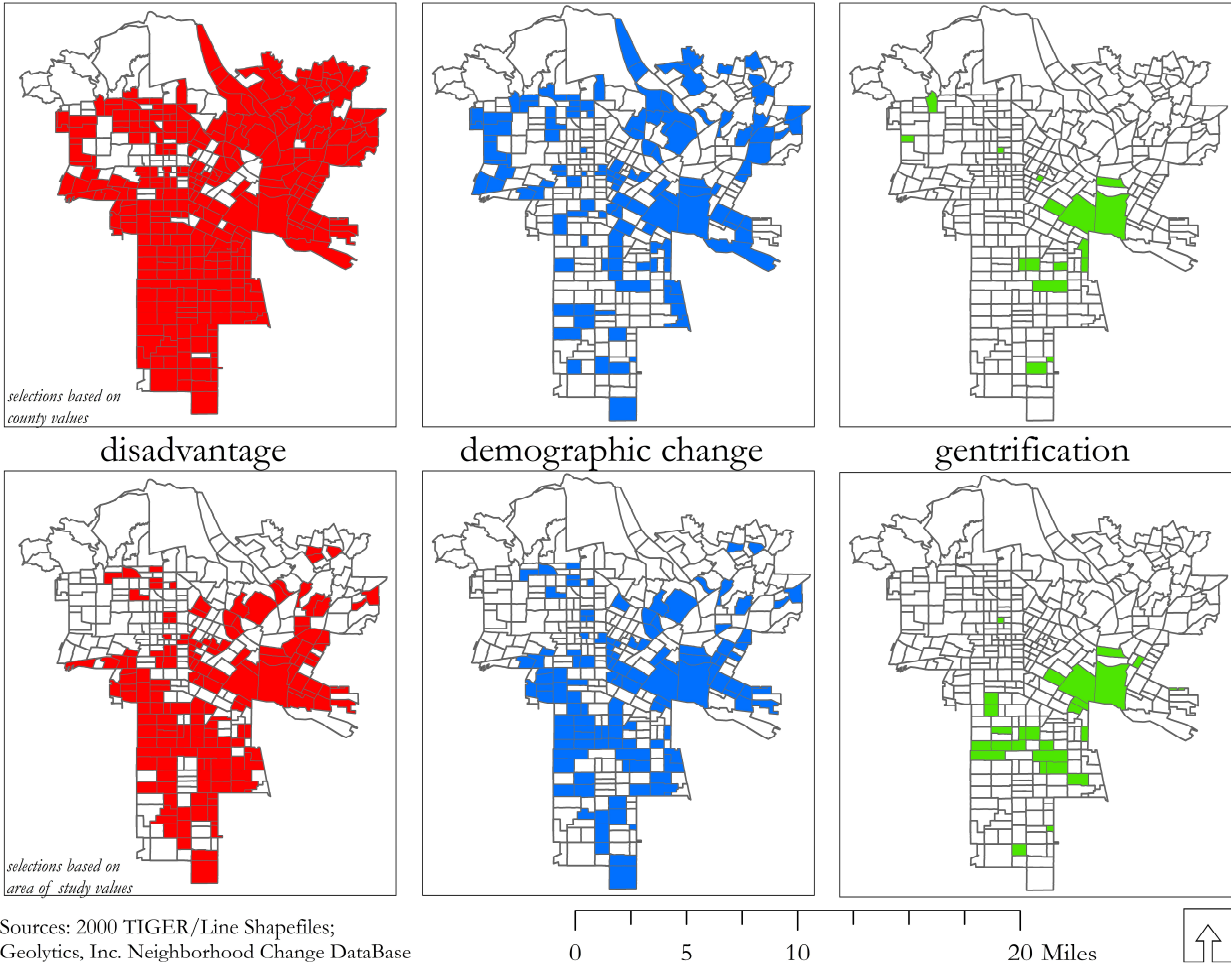 selections based on
county values
disadvantage
demographic change
gentrification
selections based on
area of study values
Sources: 2000 TIGER/Line Shapefiles;
Geolytics, Inc. Neighborhood Change DataBase
0 5 10 20 Miles